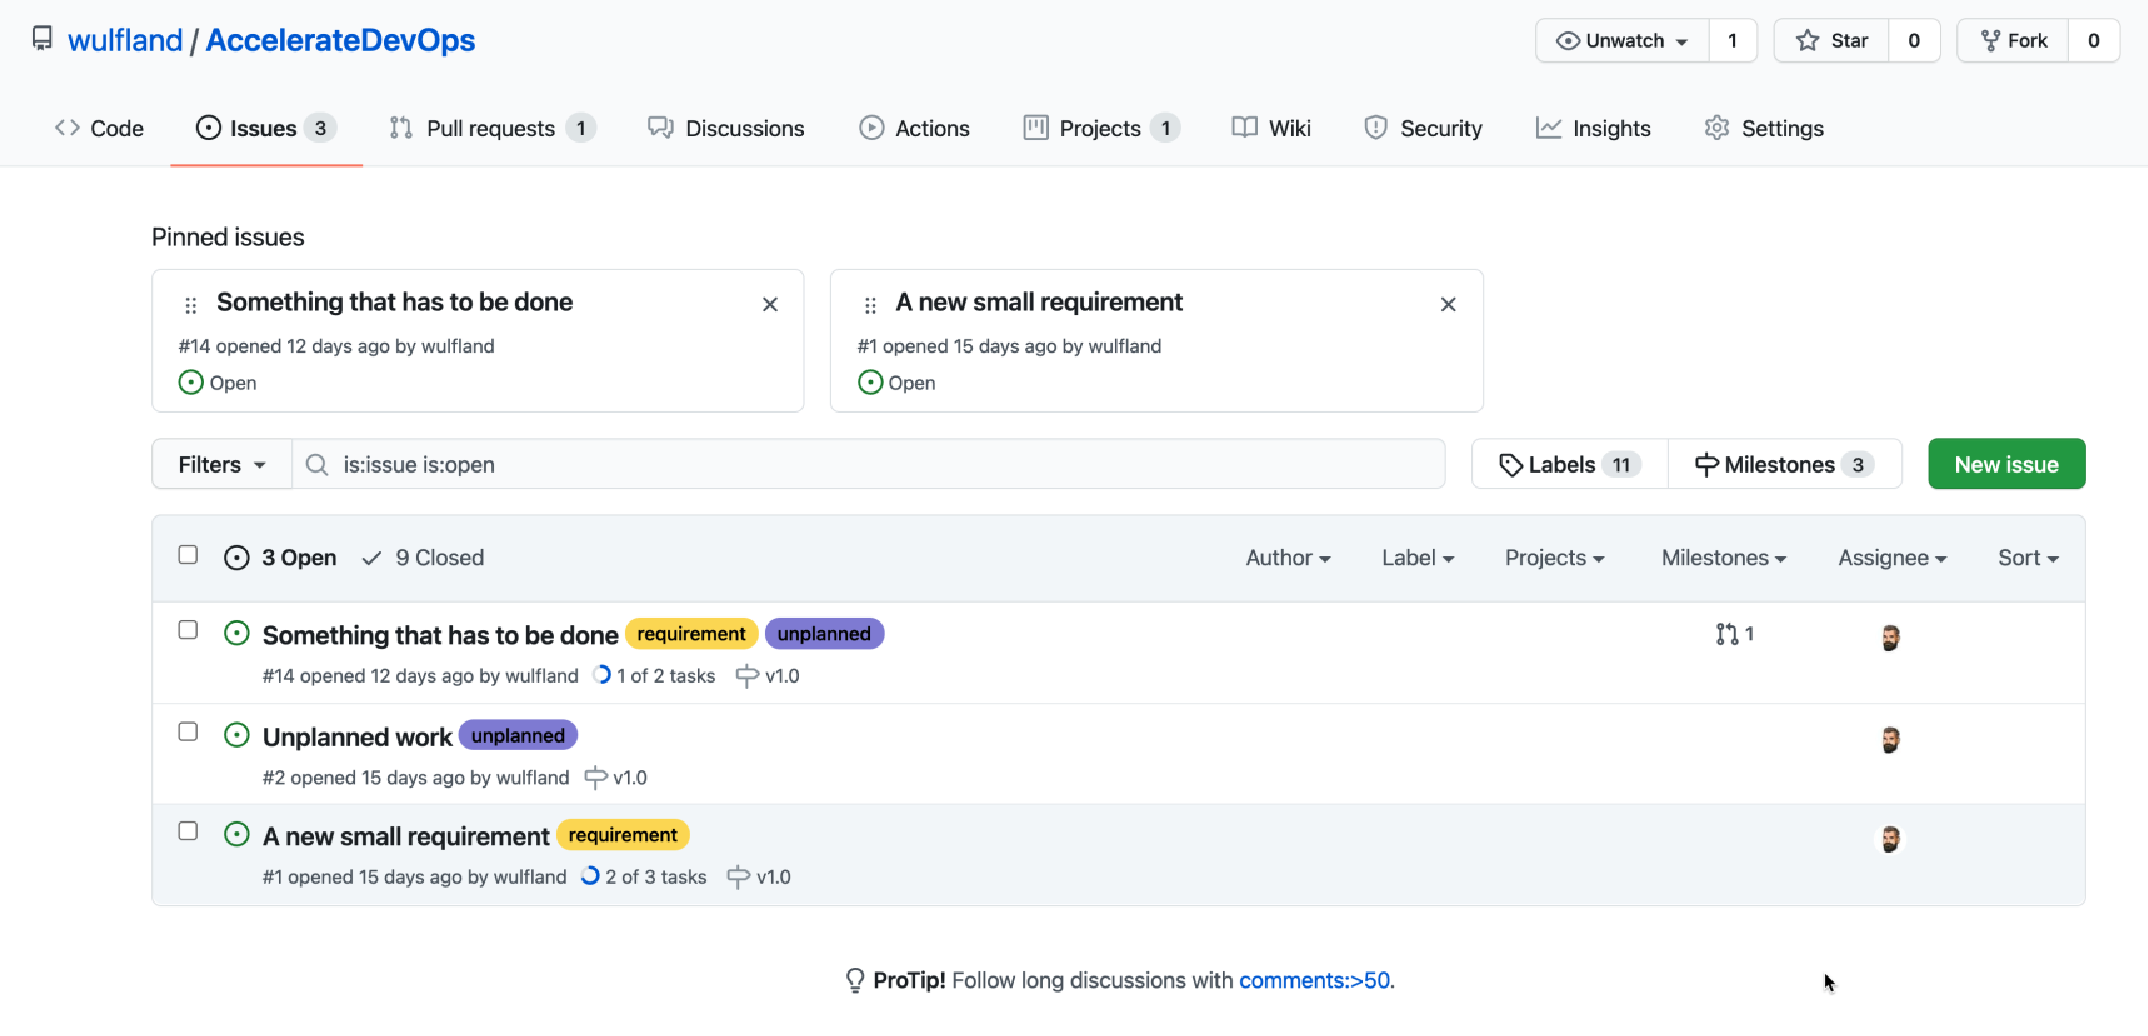 wulfland / AccelerateDevOps
Unwatch 1 Star 0 Fork 0
Code Issues 3 Pull requests 1 Discussions Actions Projects 1 Wiki Security Insights Settings
Pinned issues
Something that has to be done
#14 opened 12 days ago by wulfland
Open
A new small requirement
#1 opened 15 days ago by wulfland
Open
Filters is:issue is:open Labels 11 Milestones 3 New issue
3 Open 9 Closed Author Label Projects Milestones Assignee Sort
Something that has to be done requirement unplanned 1
#14 opened 12 days ago by wulfland 1 of 2 tasks v1.0
Unplanned work unplanned
#2 opened 15 days ago by wulfland v1.0
A new small requirement requirement
#1 opened 15 days ago by wulfland 2 of 3 tasks v1.0
ProTip! Follow long discussions with comments:>50.